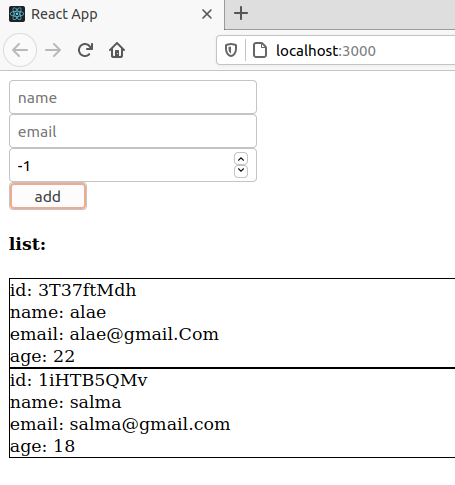 React App
localhost:3000
name
email
-1
add
list:
id: 3T37ftMdh
name: alae
email: alae@gmail.Com
age: 22
id: 1iHTB5QMv
name: salma
email: salma@gmail.com
age: 18